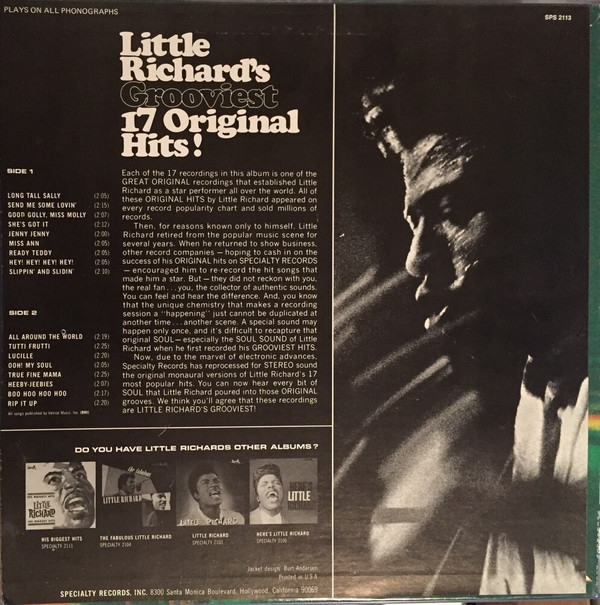 PLAYS ON ALL PHONOGRAPHS
SPS 2113
Little
Richard's
Grooviest
17 Original
Hits!
SIDE 1
LONG TALL SALLY (2:05)
SEND ME SOME LOVIN' (2:15)
GOOD GOLLY, MISS MOLLY (2:07)
SHE'S GOT IT (2:12)
JENNY JENNY (2:00)
MISS ANN (2:05)
READY TEDDY (2:05)
HEY! HEY! HEY! HEY! (2:05)
SLIPPIN' AND SLIDIN' (2:10)
SIDE 2
ALL AROUND THE WORLD (2:19)
TUTTI FRUTTI (2:25)
LUCILLE (2:20)
OOH! MY SOUL (2:05)
TRUE FINE MAMA (2:25)
HEEBY-JEEBIES (2:07)
BOO HOO HOO HOO (2:17)
RIP IT UP (2:20)
All songs published by Venice Music, Inc. (BMI)
Each of the 17 recordings in this album is one of the
GREAT ORIGINAL recordings that established Little
Richard as a star performer all over the world. All of
these ORIGINAL HITS by Little Richard appeared on
every record popularity chart and sold millions of
records.
Then, for reasons known only to himself, Little
Richard retired from the popular music scene for
several years. When he returned to show business,
other record companies — hoping to cash in on the
success of his ORIGINAL hits on SPECIALTY RECORDS
— encouraged him to re-record the hit songs that
made him a star. But — they did not reckon with you,
the real fan . . . you, the collector of authentic sounds.
You can feel and hear the difference. And, you know
that the unique chemistry that makes a recording
session a "happening" just cannot be duplicated at
another time . . . another scene. A special sound may
happen only once, and it's difficult to recapture that
original SOUL — especially the SOUL SOUND of Little
Richard when he first recorded his GROOVIEST HITS.
Now, due to the marvel of electronic advances,
Specialty Records has reprocessed for STEREO sound
the original monaural versions of Little Richard's 17
most popular hits. You can now hear every bit of
SOUL that Little Richard poured into those ORIGINAL
grooves. We think you'll agree that these recordings
are LITTLE RICHARD'S GROOVIEST!
DO YOU HAVE LITTLE RICHARDS OTHER ALBUMS?
LITTLE RICHARD
LITTLE RICHARD
LITTLE RICHARD
HERE'S LITTLE RICHARD
HIS BIGGEST HITS
SPECIALTY 2111
THE FABULOUS LITTLE RICHARD
SPECIALTY 2104
LITTLE RICHARD
SPECIALTY 2103
HERE'S LITTLE RICHARD
SPECIALTY 2100
Jacket design: Burt Andersen
Printed in U.S.A.
SPECIALTY RECORDS, INC. 8300 Santa Monica Boulevard, Hollywood, California 90069